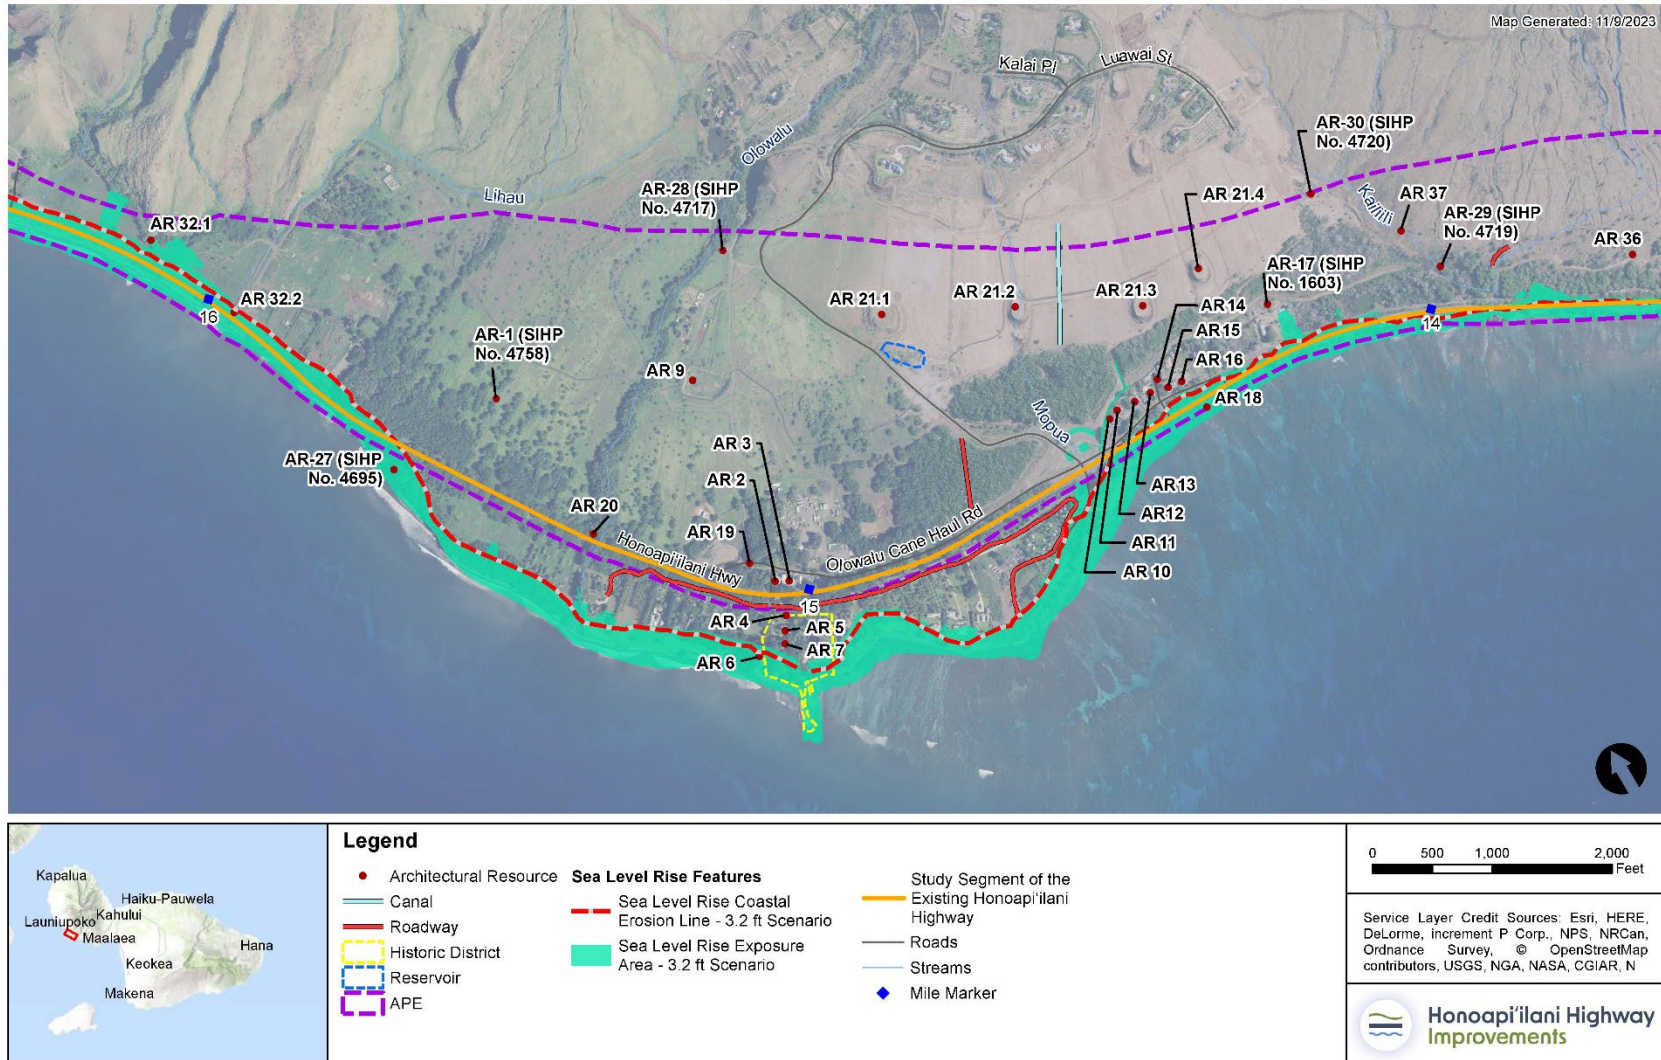 Map Generated: 11/9/2023
Kalai Pl
Luawai St
AR-30 (SIHP
No. 4720)
Olowalu
AR-28 (SIHP
No. 4717)
Lihau
AR 21.4
Kailiili
AR 37
AR-29 (SIHP
No. 4719)
AR 36
AR 32.1
AR-17 (SIHP
No. 1603)
AR 21.1
AR 21.2
AR 21.3
AR 14
AR 15
AR 16
AR 32.2
16
14
AR-1 (SIHP
No. 4758)
AR 9
Mopua
AR 18
AR-27 (SIHP
No. 4695)
AR 3
AR 2
AR 13
AR 12
AR 11
AR 10
AR 20
AR 19
Honoapi'ilani Hwy
Olowalu Cane Haul Rd
15
AR 4
AR 5
AR 7
AR 6
Kapalua
Launiupoko
Kahului
Maalaea
Haiku-Pauwela
Hana
Keokea
Makena
Legend
Architectural Resource
Canal
Roadway
Historic District
Reservoir
APE
Sea Level Rise Features
Sea Level Rise Coastal
Erosion Line - 3.2 ft Scenario
Sea Level Rise Exposure
Area - 3.2 ft Scenario
Study Segment of the
Existing Honoapi'ilani
Highway
Roads
Streams
Mile Marker
0 500 1,000 2,000
Feet
Service Layer Credit Sources: Esri, HERE,
DeLorme, increment P Corp., NPS, NRCan,
Ordnance Survey, © OpenStreetMap
contributors, USGS, NGA, NASA, CGIAR, N
Honoapi'ilani Highway
Improvements